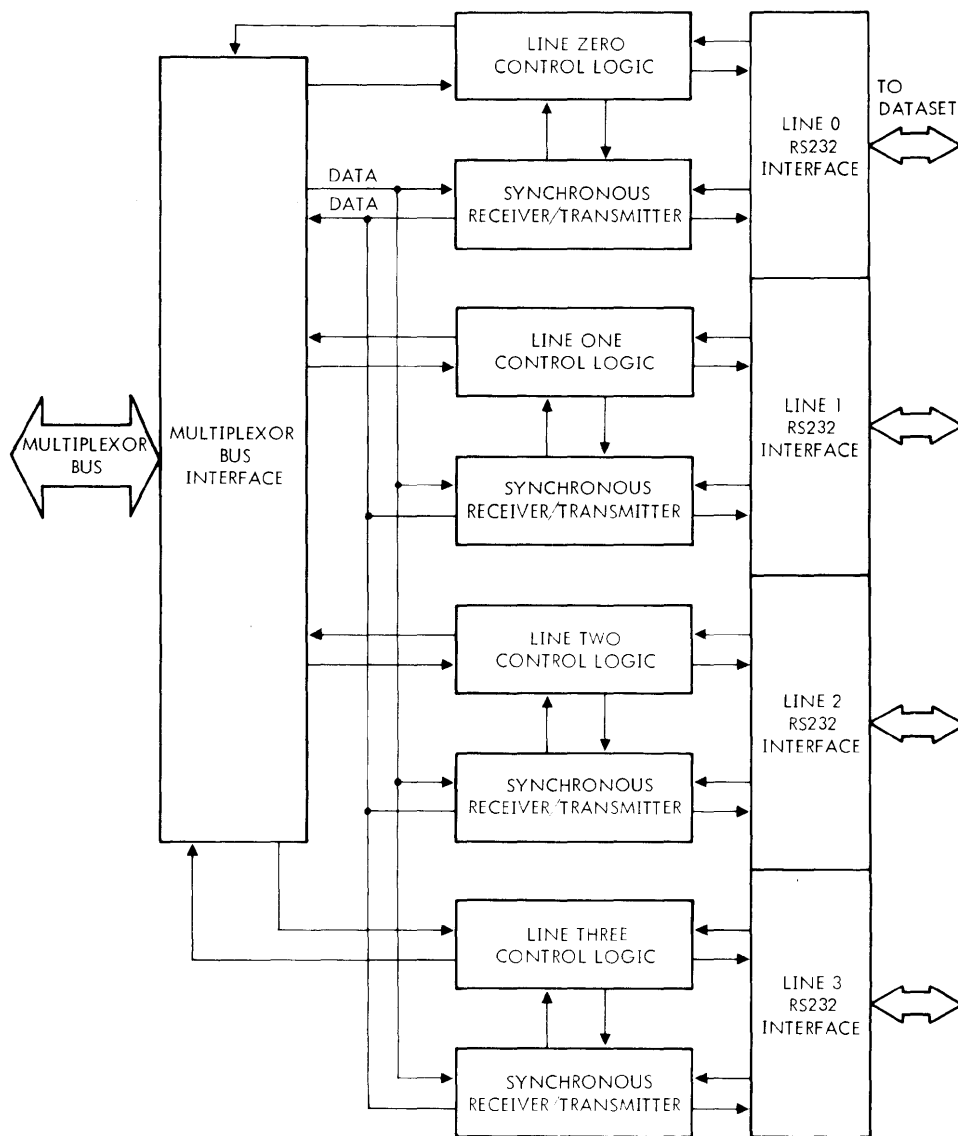 LINE ZERO
CONTROL LOGIC
TO
DATASET
LINE 0
RS232
INTERFACE
DATA
DATA
SYNCHRONOUS
RECEIVER/TRANSMITTER
LINE ONE
CONTROL LOGIC
LINE 1
RS232
INTERFACE
MULTIPLEXOR
BUS
MULTIPLEXOR
BUS
INTERFACE
SYNCHRONOUS
RECEIVER/TRANSMITTER
LINE TWO
CONTROL LOGIC
LINE 2
RS232
INTERFACE
SYNCHRONOUS
RECEIVER/TRANSMITTER
LINE THREE
CONTROL LOGIC
LINE 3
RS232
INTERFACE
SYNCHRONOUS
RECEIVER/TRANSMITTER